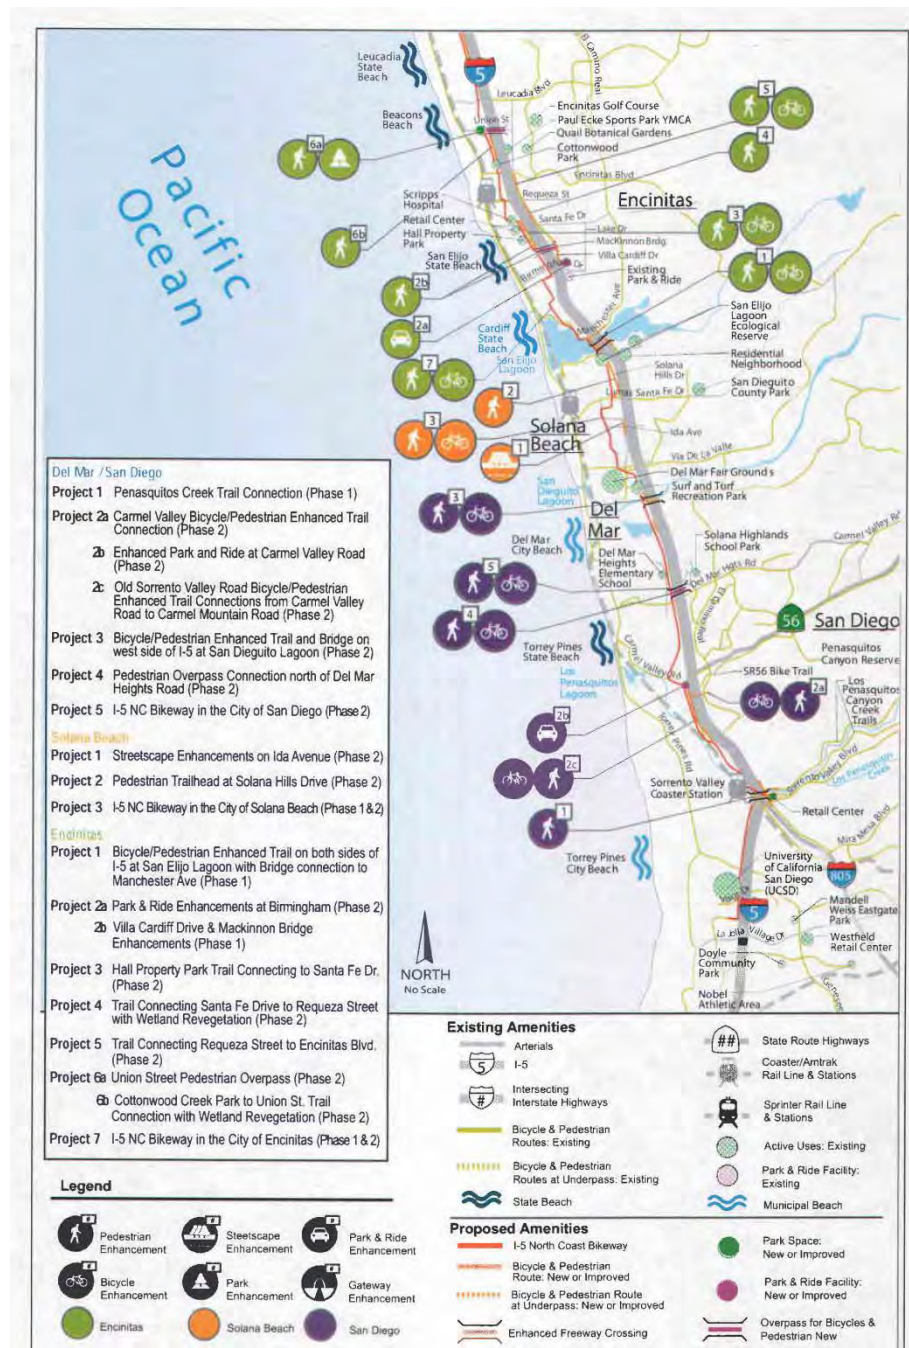 Leucadia
State
Beach
5
El Camino Real
Leucadia Blvd
Encinitas Golf Course
Paul Ecke Sports Park YMCA
Quail Botanical Gardens
Cottonwood
Park
Beacons
Beach
Union St
5
4
6a
Encinitas Blvd
Pacific
Ocean
Scripps
Hospital
Requeza St
Encinitas
Retail Center
Santa Fe Dr
Hall Property
Park
Lake Dr
3
MacKinnon Brdg
6b
Villa Cardiff Dr
San Elijo
State Beach
Existing
Park & Ride
1
2b
Manchester Ave
San Elijo
Lagoon
Ecological
Reserve
2a
Cardiff
State
Beach
San Elijo
Lagoon
Residential
Neighborhood
7
Solana
Hills Dr
2
Lomas Santa Fe Dr
San Dieguito
County Park
3
Solana
Beach
Ida Ave
1
Via De La Valle
Del Mar Fair Grounds
San
Dieguito
Lagoon
Surf and Turf
Recreation Park
3
Del
Mar
Del Mar
City Beach
Solana Highlands
School Park
Carmel Valley Rd
Del Mar
Heights
Elementary
School
Del Mar Hgts Rd
5
El Camino Real
56
San Diego
4
Torrey Pines
State Beach
Carmel Valley Rd
Penasquitos
Canyon Reserve
SR56 Bike Trail
Los
Penasquitos
Lagoon
Los
Penasquitos
Canyon
Creek
Trails
2a
2b
Torrey Pines Rd
2c
Sorrento Valley Blvd
Los Penasquitos
Creek
Sorrento Valley
Coaster Station
1
Retail Center
Mira Mesa Blvd
Torrey Pines
City Beach
University
of California
San Diego
(UCSD)
805
5
Mandell
Weiss Eastgate
Park
La Jolla Village Dr
Westfield
Retail Center
Doyle
Community
Park
Nobel
Athletic Area
NORTH
No Scale
Del Mar / San Diego
Project 1 Penasquitos Creek Trail Connection (Phase 1)
Project 2a Carmel Valley Bicycle/Pedestrian Enhanced Trail
Connection (Phase 2)
2b Enhanced Park and Ride at Carmel Valley Road
(Phase 2)
2c Old Sorrento Valley Road Bicycle/Pedestrian
Enhanced Trail Connections from Carmel Valley
Road to Carmel Mountain Road (Phase 2)
Project 3 Bicycle/Pedestrian Enhanced Trail and Bridge on
west side of I-5 at San Dieguito Lagoon (Phase 2)
Project 4 Pedestrian Overpass Connection north of Del Mar
Heights Road (Phase 2)
Project 5 I-5 NC Bikeway in the City of San Diego (Phase 2)
Solana Beach
Project 1 Streetscape Enhancements on Ida Avenue (Phase 2)
Project 2 Pedestrian Trailhead at Solana Hills Drive (Phase 2)
Project 3 I-5 NC Bikeway in the City of Solana Beach (Phase 1 & 2)
Encinitas
Project 1 Bicycle/Pedestrian Enhanced Trail on both sides of
I-5 at San Elijo Lagoon with Bridge connection to
Manchester Ave (Phase 1)
Project 2a Park & Ride Enhancements at Birmingham (Phase 2)
2b Villa Cardiff Drive & Mackinnon Bridge
Enhancements (Phase 1)
Project 3 Hall Property Park Trail Connecting to Santa Fe Dr.
(Phase 2)
Project 4 Trail Connecting Santa Fe Drive to Requeza Street
with Wetland Revegetation (Phase 2)
Project 5 Trail Connecting Requeza Street to Encinitas Blvd.
(Phase 2)
Project 6a Union Street Pedestrian Overpass (Phase 2)
6b Cottonwood Creek Park to Union St. Trail
Connection with Wetland Revegetation (Phase 2)
Project 7 I-5 NC Bikeway in the City of Encinitas (Phase 1 & 2)
Legend
# Pedestrian
Enhancement
# Steetscape
Enhancement
# Park & Ride
Enhancement
# Bicycle
Enhancement
# Park
Enhancement
# Gateway
Enhancement
Encinitas
Solana Beach
San Diego
Existing Amenities
Arterials
5 I-5
# Intersecting
Interstate Highways
Bicycle & Pedestrian
Routes: Existing
Bicycle & Pedestrian
Routes at Underpass: Existing
State Beach
## State Route Highways
Coaster/Amtrak
Rail Line & Stations
Sprinter Rail Line
& Stations
Active Uses: Existing
Park & Ride Facility:
Existing
Municipal Beach
Proposed Amenities
I-5 North Coast Bikeway
Bicycle & Pedestrian
Route: New or Improved
Bicycle & Pedestrian Route
at Underpass: New or Improved
Enhanced Freeway Crossing
Park Space:
New or Improved
Park & Ride Facility:
New or Improved
Overpass for Bicycles &
Pedestrian New